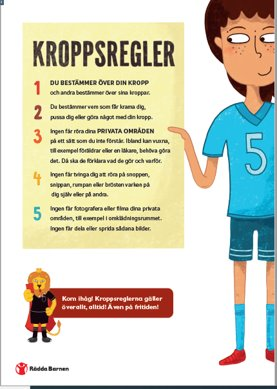 KROPPSREGLER
1 DU BESTÄMMER ÖVER DIN KROPP
och andra bestämmer över sina kroppar.
2 Du bestämmer vem som får krama dig,
pussa dig eller göra något med din kropp.
3 Ingen får röra dina PRIVATA OMRÅDEN
på ett sätt som du inte förstår. Ibland kan vuxna,
till exempel föräldrar eller en läkare, behöva göra
det. Då ska de förklara vad de gör och varför.
4 Ingen får tvinga dig att röra på snoppen,
snippan, rumpan eller brösten varken på
dig själv eller på andra.
5 Ingen får fotografera eller filma dina privata
områden, till exempel i omklädningsrummet.
Ingen får dela eller sprida sådana bilder.
5
Kom ihåg! Kroppsreglerna gäller
överallt, alltid! Även på fritiden!
Rädda Barnen